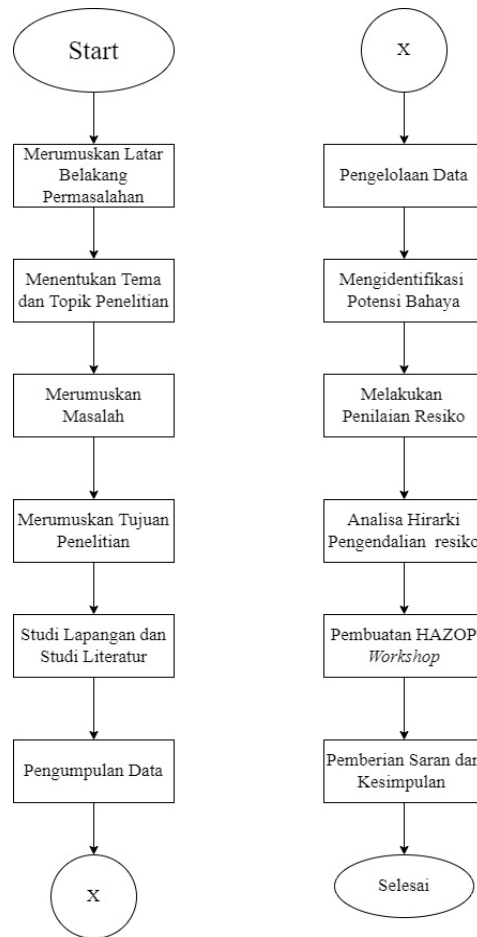 Start
Merumuskan Latar
Belakang
Permasalahan
Menentukan Tema
dan Topik Penelitian
Merumuskan
Masalah
Merumuskan Tujuan
Penelitian
Studi Lapangan dan
Studi Literatur
Pengumpulan Data
X
X
Pengelolaan Data
Mengidentifikasi
Potensi Bahaya
Melakukan
Penilaian Resiko
Analisa Hirarki
Pengendalian resiko
Pembuatan HAZOP
Workshop
Pemberian Saran dan
Kesimpulan
Selesai